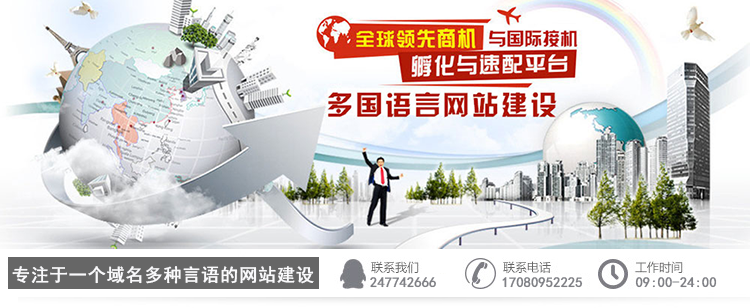 全球领先商机 与国际接机
孵化与速配平台
多国语言网站建设
专注于一个域名多种言语的网站建设
联系我们
247742666
联系电话
17080952225
工作时间
09:00-24:00